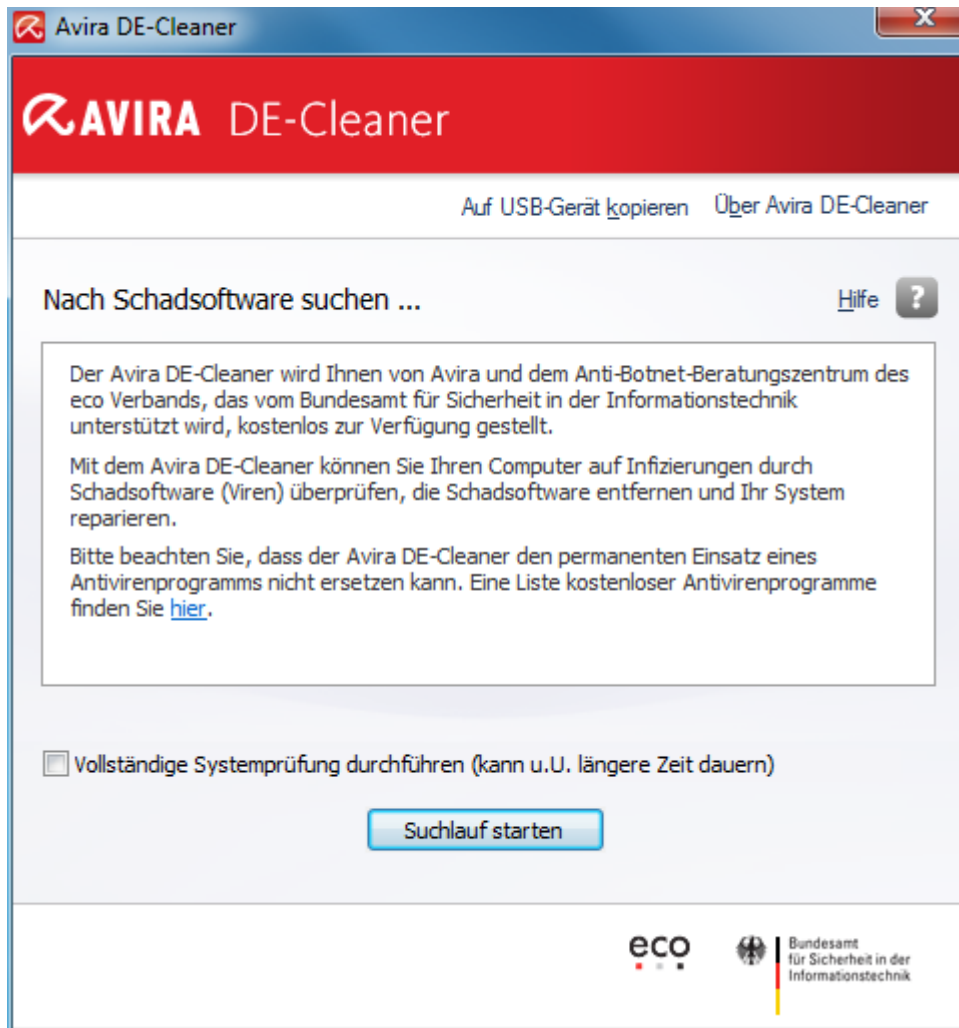 Avira DE-Cleaner
AVIRA DE-Cleaner
Auf USB-Gerät kopieren Über Avira DE-Cleaner
Nach Schadsoftware suchen ...
Hilfe ?
Der Avira DE-Cleaner wird Ihnen von Avira und dem Anti-Botnet-Beratungszentrum des
eco Verbands, das vom Bundesamt für Sicherheit in der Informationstechnik
unterstützt wird, kostenlos zur Verfügung gestellt.
Mit dem Avira DE-Cleaner können Sie Ihren Computer auf Infizierungen durch
Schadsoftware (Viren) überprüfen, die Schadsoftware entfernen und Ihr System
reparieren.
Bitte beachten Sie, dass der Avira DE-Cleaner den permanenten Einsatz eines
Antivirenprogramms nicht ersetzen kann. Eine Liste kostenloser Antivirenprogramme
finden Sie hier.
Vollständige Systemprüfung durchführen (kann u.U. längere Zeit dauern)
Suchlauf starten
eco
Bundesamt
für Sicherheit in der
Informationstechnik